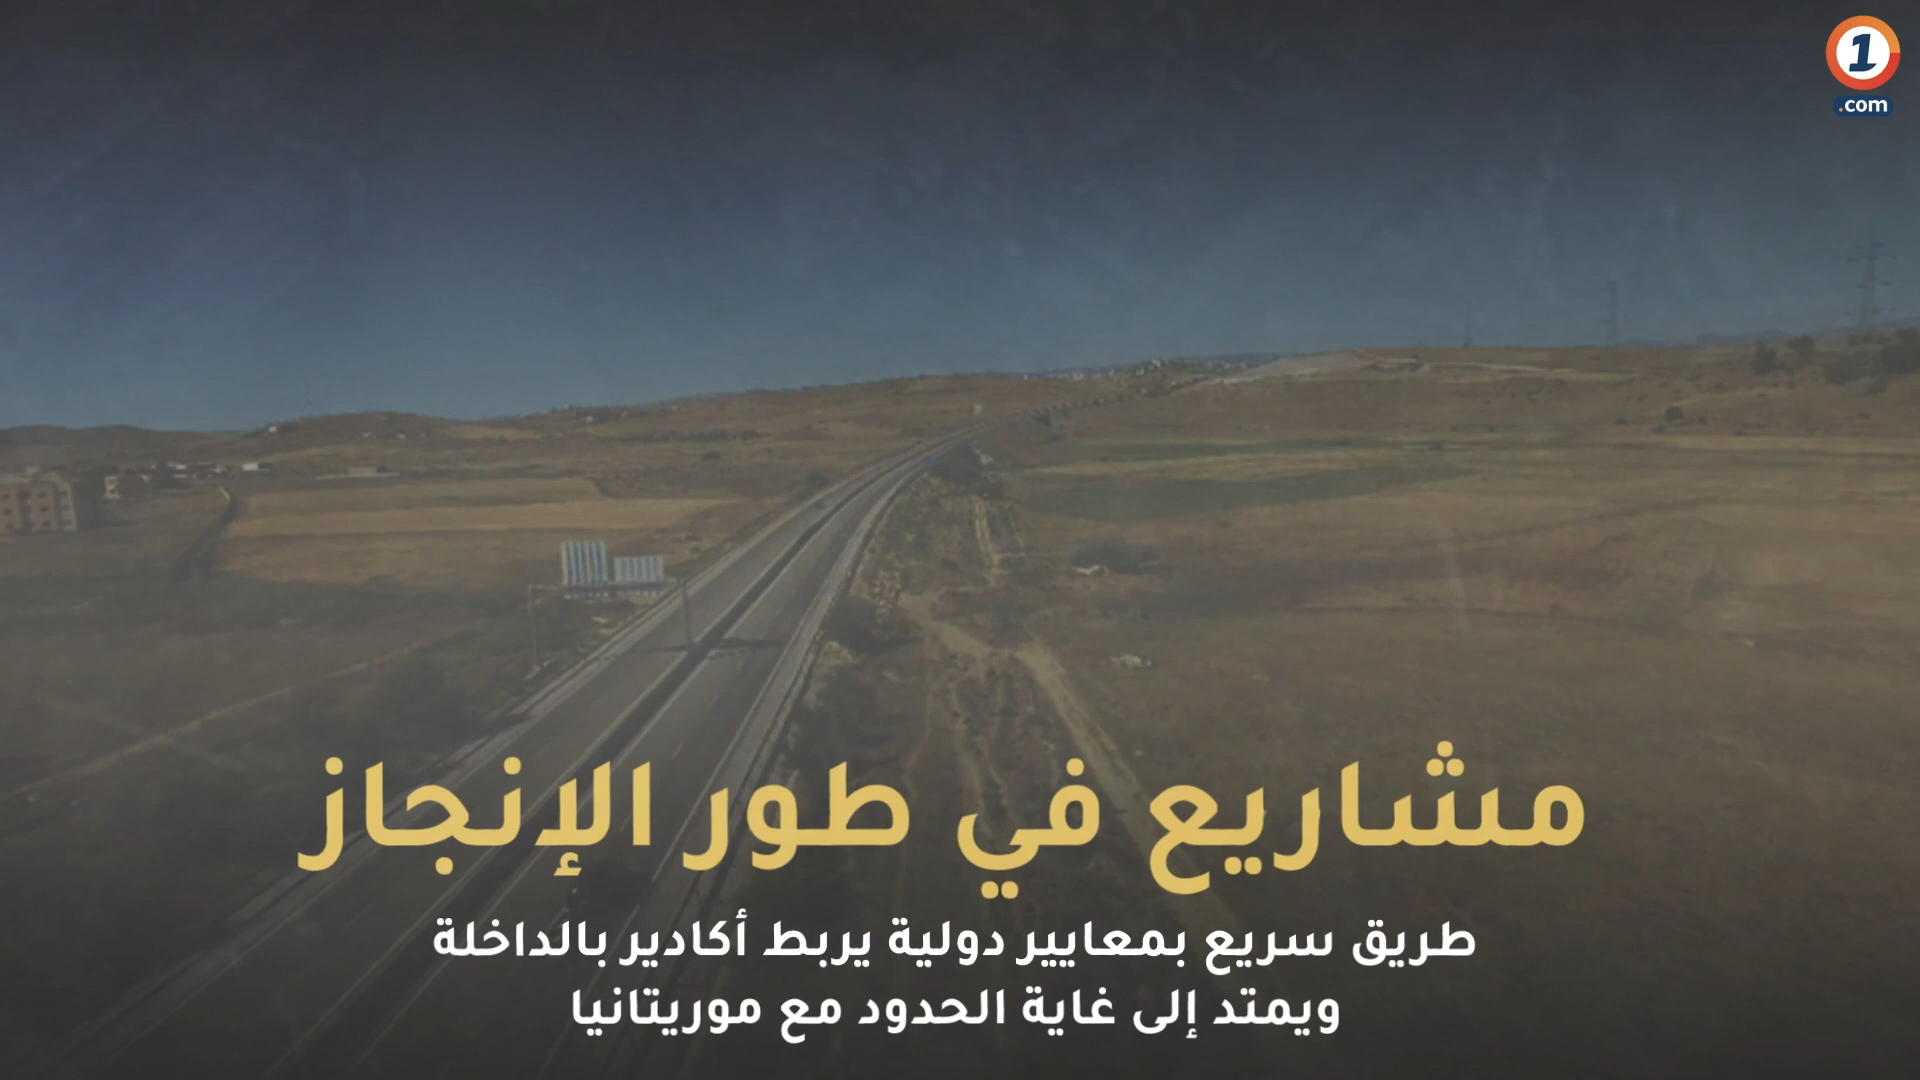 1
.com
مشاريع في طور الإنجاز
طريق سريع بمعايير دولية يربط أكادير بالداخلة
ويمتد إلى غاية الحدود مع موريتانيا